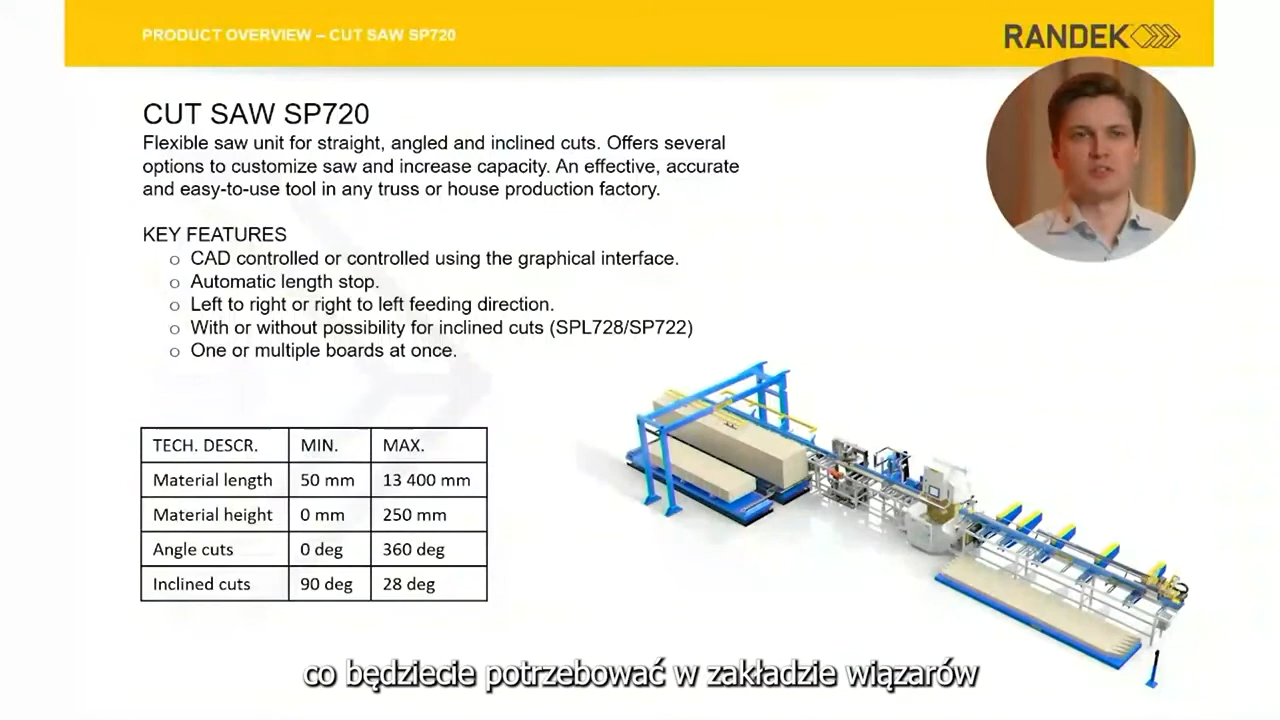 PRODUCT OVERVIEW – CUT SAW SP720
RANDEK
CUT SAW SP720
Flexible saw unit for straight, angled and inclined cuts. Offers several
options to customize saw and increase capacity. An effective, accurate
and easy-to-use tool in any truss or house production factory.
KEY FEATURES
o CAD controlled or controlled using the graphical interface.
o Automatic length stop.
o Left to right or right to left feeding direction.
o With or without possibility for inclined cuts (SPL728/SP722)
o One or multiple boards at once.
TECH. DESCR. MIN. MAX.
Material length 50 mm 13 400 mm
Material height 0 mm 250 mm
Angle cuts 0 deg 360 deg
Inclined cuts 90 deg 28 deg
co będziecie potrzebować w zakładzie wiązarów